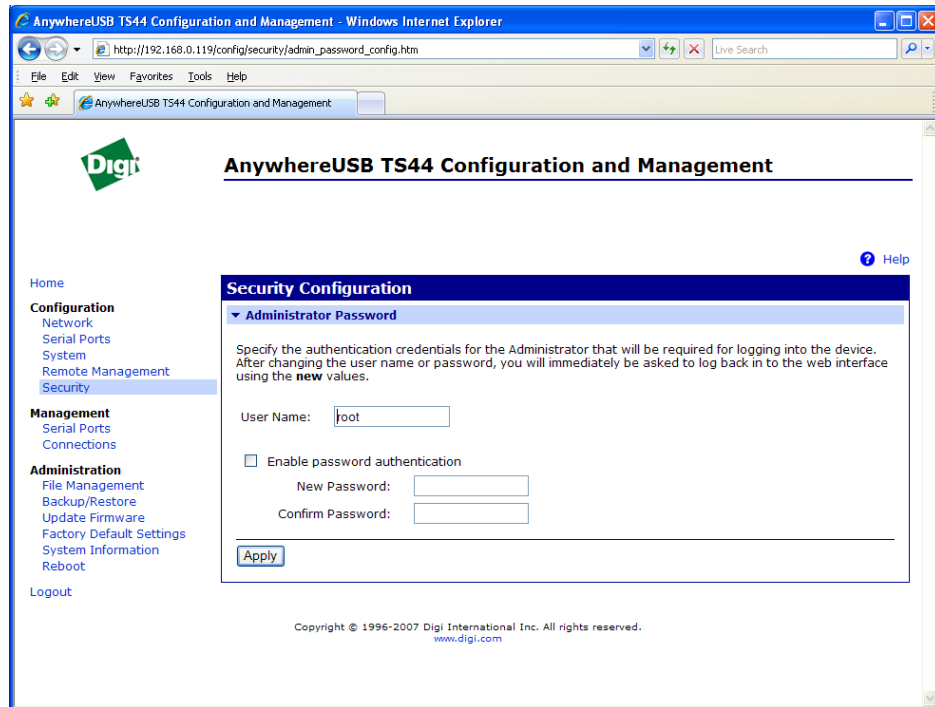 AnywhereUSB TS44 Configuration and Management - Windows Internet Explorer
http://192.168.0.119/config/security/admin_password_config.htm
Live Search
File Edit View Favorites Tools Help
AnywhereUSB TS44 Configuration and Management
Digi
AnywhereUSB TS44 Configuration and Management
? Help
Home
Configuration
Network
Serial Ports
System
Remote Management
Security
Management
Serial Ports
Connections
Administration
File Management
Backup/Restore
Update Firmware
Factory Default Settings
System Information
Reboot
Logout
Security Configuration
Administrator Password
Specify the authentication credentials for the Administrator that will be required for logging into the device.
After changing the user name or password, you will immediately be asked to log back in to the web interface
using the new values.
User Name: root
Enable password authentication
New Password:
Confirm Password:
Apply
Copyright © 1996-2007 Digi International Inc. All rights reserved.
www.digi.com